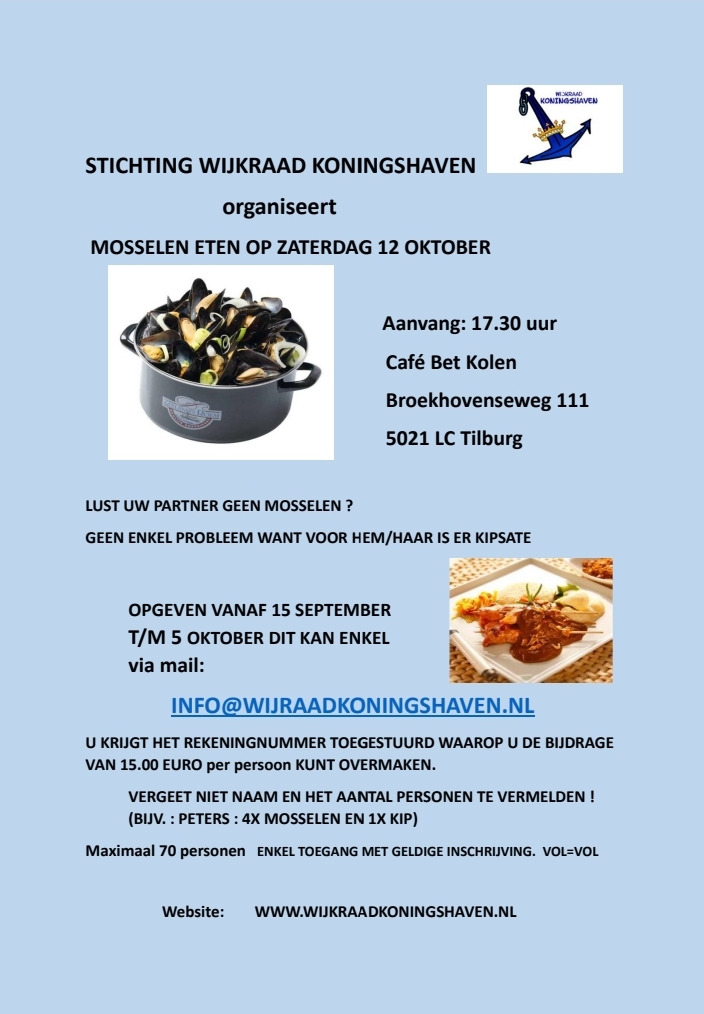 WIJKRAAD
KONINGSHAVEN
STICHTING WIJKRAAD KONINGSHAVEN
organiseert
MOSSELEN ETEN OP ZATERDAG 12 OKTOBER
Aanvang: 17.30 uur
Café Bet Kolen
Broekhovenseweg 111
5021 LC Tilburg
LUST UW PARTNER GEEN MOSSELEN ?
GEEN ENKEL PROBLEEM WANT VOOR HEM/HAAR IS ER KIPSATE
OPGEVEN VANAF 15 SEPTEMBER
T/M 5 OKTOBER DIT KAN ENKEL
via mail:
INFO@WIJRAADKONINGSHAVEN.NL
U KRIJGT HET REKENINGNUMMER TOEGESTUURD WAAROP U DE BIJDRAGE
VAN 15.00 EURO per persoon KUNT OVERMAKEN.
VERGEET NIET NAAM EN HET AANTAL PERSONEN TE VERMELDEN !
(BIJV. : PETERS : 4X MOSSELEN EN 1X KIP)
Maximaal 70 personen ENKEL TOEGANG MET GELDIGE INSCHRIJVING. VOL=VOL
Website: WWW.WIJKRAADKONINGSHAVEN.NL